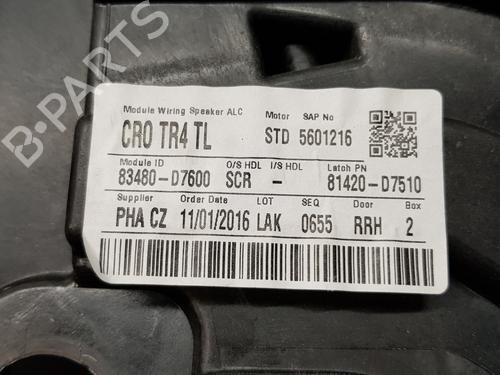 B-PARTS
Module Wiring Speaker ALC Motor SAP No
CRO TR4 TL STD 5601216
Module ID O/S HDL I/S HDL Latch PN
83480-D7600 SCR - 81420-D7510
Supplier Order Date LOT SEQ Door Box
PHA CZ 11/01/2016 LAK 0655 RRH 2